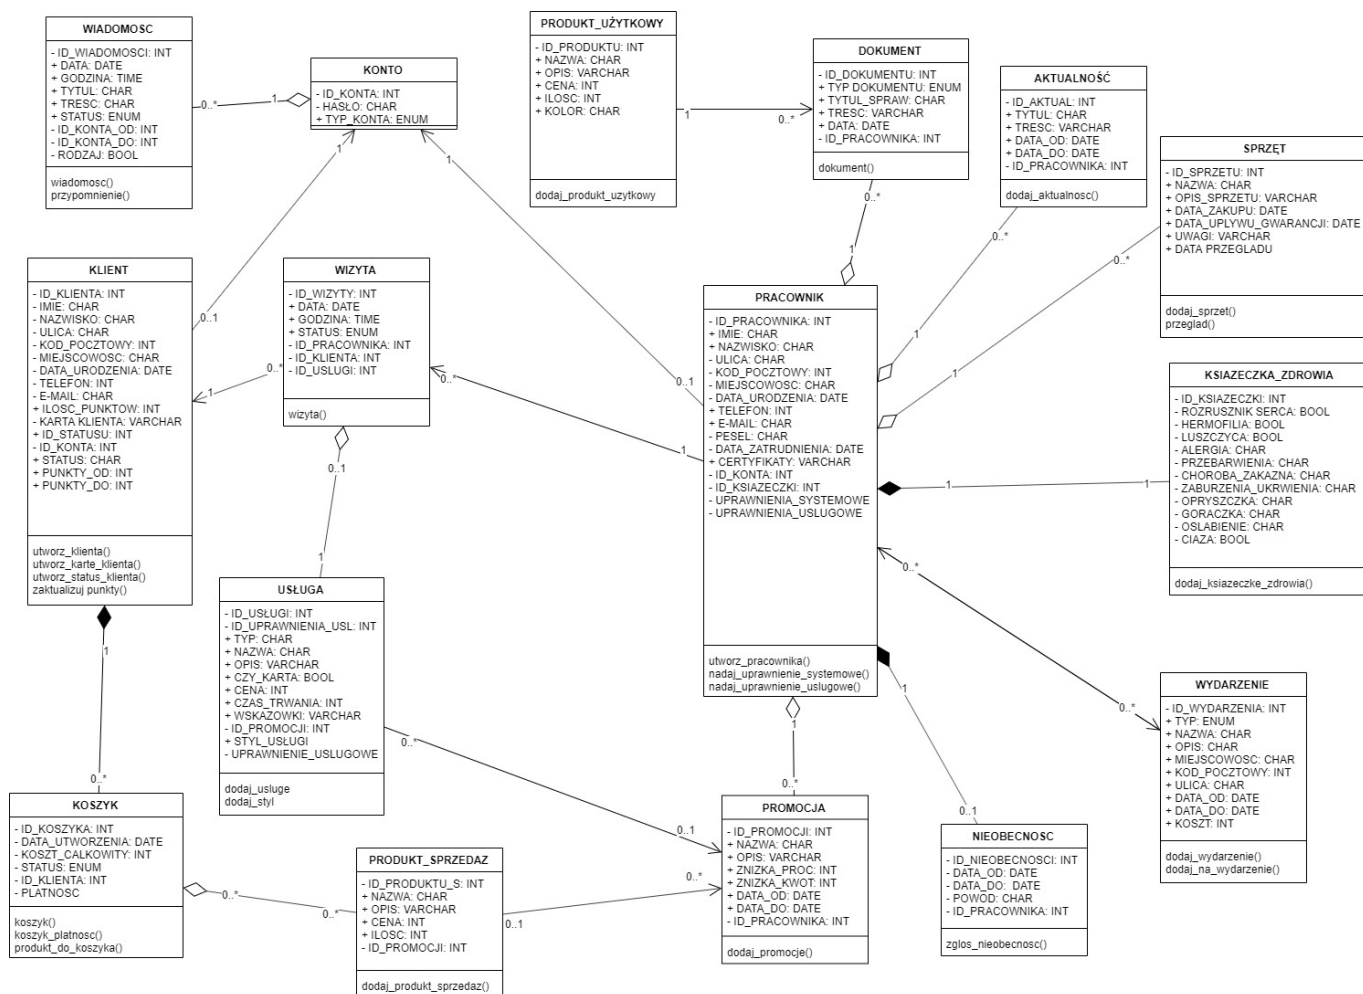 WIADOMOSC
- ID_WIADOMOSCI: INT
+ DATA: DATE
+ GODZINA: TIME
+ TYTUL: CHAR
+ TRESC: CHAR
+ STATUS: ENUM
- ID_KONTA_OD: INT
- ID_KONTA_DO: INT
- RODZAJ: BOOL
wiadomosc()
przypomnienie()
0..*
1
KONTO
- ID_KONTA: INT
- HASŁO: CHAR
+ TYP_KONTA: ENUM
1
1
PRODUKT_UŻYTKOWY
- ID_PRODUKTU: INT
+ NAZWA: CHAR
+ OPIS: VARCHAR
+ CENA: INT
+ ILOSC: INT
+ KOLOR: CHAR
dodaj_produkt_uzytkowy
1
0..*
DOKUMENT
- ID_DOKUMENTU: INT
+ TYP DOKUMENTU: ENUM
+ TYTUL_SPRAW: CHAR
+ TRESC: VARCHAR
+ DATA: DATE
- ID_PRACOWNIKA: INT
dokument()
0..*
1
AKTUALNOŚĆ
- ID_AKTUAL: INT
+ TYTUL: CHAR
+ TRESC: VARCHAR
+ DATA_OD: DATE
+ DATA_DO: DATE
- ID_PRACOWNIKA: INT
dodaj_aktualnosc()
0..*
1
SPRZĘT
- ID_SPRZETU: INT
+ NAZWA: CHAR
+ OPIS_SPRZETU: VARCHAR
+ DATA_ZAKUPU: DATE
+ DATA_UPLYWU_GWARANCJI: DATE
+ UWAGI: VARCHAR
+ DATA PRZEGLADU
dodaj_sprzet()
przeglad()
0..*
1
KLIENT
- ID_KLIENTA: INT
- IMIE: CHAR
- NAZWISKO: CHAR
- ULICA: CHAR
- KOD_POCZTOWY: INT
- MIEJSCOWOSC: CHAR
- DATA_URODZENIA: DATE
- TELEFON: INT
- E-MAIL: CHAR
+ ILOSC_PUNKTOW: INT
- KARTA KLIENTA: VARCHAR
+ ID_STATUSU: INT
- ID_KONTA: INT
+ STATUS: CHAR
+ PUNKTY_OD: INT
+ PUNKTY_DO: INT
utworz_klienta()
utworz_karte_klienta()
utworz_status_klienta()
zaktualizuj punkty()
0..1
1
0..*
1
0..*
WIZYTA
- ID_WIZYTY: INT
+ DATA: DATE
+ GODZINA: TIME
+ STATUS: ENUM
- ID_PRACOWNIKA: INT
- ID_KLIENTA: INT
- ID_USLUGI: INT
wizyta()
0..*
1
0..1
1
PRACOWNIK
- ID_PRACOWNIKA: INT
+ IMIE: CHAR
+ NAZWISKO: CHAR
- ULICA: CHAR
- KOD_POCZTOWY: INT
- MIEJSCOWOSC: CHAR
- DATA_URODZENIA: DATE
+ TELEFON: INT
+ E-MAIL: CHAR
- PESEL: CHAR
- DATA_ZATRUDNIENIA: DATE
+ CERTYFIKATY: VARCHAR
- ID_KONTA: INT
- ID_KSIAZECZKI: INT
- UPRAWNIENIA_SYSTEMOWE
- UPRAWNIENIA_USLUGOWE
utworz_pracownika()
nadaj_uprawnienie_systemowe()
nadaj_uprawnienie_uslugowe()
0..1
1
1
0..*
0..*
1
0..*
1
0..1
KSIAZECZKA_ZDROWIA
- ID_KSIAZECZKI: INT
- ROZRUSZNIK SERCA: BOOL
- HERMOFILIA: BOOL
- LUSZCZYCA: BOOL
- ALERGIA: CHAR
- PRZEBARWIENIA: CHAR
- CHOROBA_ZAKAZNA: CHAR
- ZABURZENIA_UKRWIENIA: CHAR
- OPRYSZCZKA: CHAR
- GORACZKA: CHAR
- OSLABIENIE: CHAR
- CIAZA: BOOL
dodaj_ksiazeczke_zdrowia()
USŁUGA
- ID_USŁUGI: INT
- ID_UPRAWNIENIA_USL: INT
+ TYP: CHAR
+ NAZWA: CHAR
+ OPIS: VARCHAR
+ CZY_KARTA: BOOL
+ CENA: INT
+ CZAS_TRWANIA: INT
+ WSKAZOWKI: VARCHAR
- ID_PROMOCJI: INT
+ STYL_USŁUGI
- UPRAWNIENIE_USLUGOWE
dodaj_usluge
dodaj_styl
0..*
0..1
WYDARZENIE
- ID_WYDARZENIA: INT
+ TYP: ENUM
+ NAZWA: CHAR
+ OPIS: CHAR
+ MIEJSCOWOSC: CHAR
+ KOD_POCZTOWY: INT
+ ULICA: CHAR
+ DATA_OD: DATE
+ DATA_DO: DATE
+ KOSZT: INT
dodaj_wydarzenie()
dodaj_na_wydarzenie()
KOSZYK
- ID_KOSZYKA: INT
- DATA_UTWORZENIA: DATE
- KOSZT_CALKOWITY: INT
- STATUS: ENUM
- ID_KLIENTA: INT
- PLATNOSC
koszyk()
koszyk_platnosc()
produkt_do_koszyka()
0..*
0..*
PRODUKT_SPRZEDAZ
- ID_PRODUKTU_S: INT
+ NAZWA: CHAR
+ OPIS: VARCHAR
+ CENA: INT
+ ILOSC: INT
- ID_PROMOCJI: INT
dodaj_produkt_sprzedaz()
0..1
0..*
PROMOCJA
- ID_PROMOCJI: INT
+ NAZWA: CHAR
+ OPIS: VARCHAR
+ ZNIZKA_PROC: INT
+ ZNIZKA_KWOT: INT
+ DATA_OD: DATE
+ DATA_DO: DATE
- ID_PRACOWNIKA: INT
dodaj_promocje()
NIEOBECNOSC
- ID_NIEOBECNOSCI: INT
- DATA_OD: DATE
- DATA_DO: DATE
- POWOD: CHAR
- ID_PRACOWNIKA: INT
zglos_nieobecnosc()